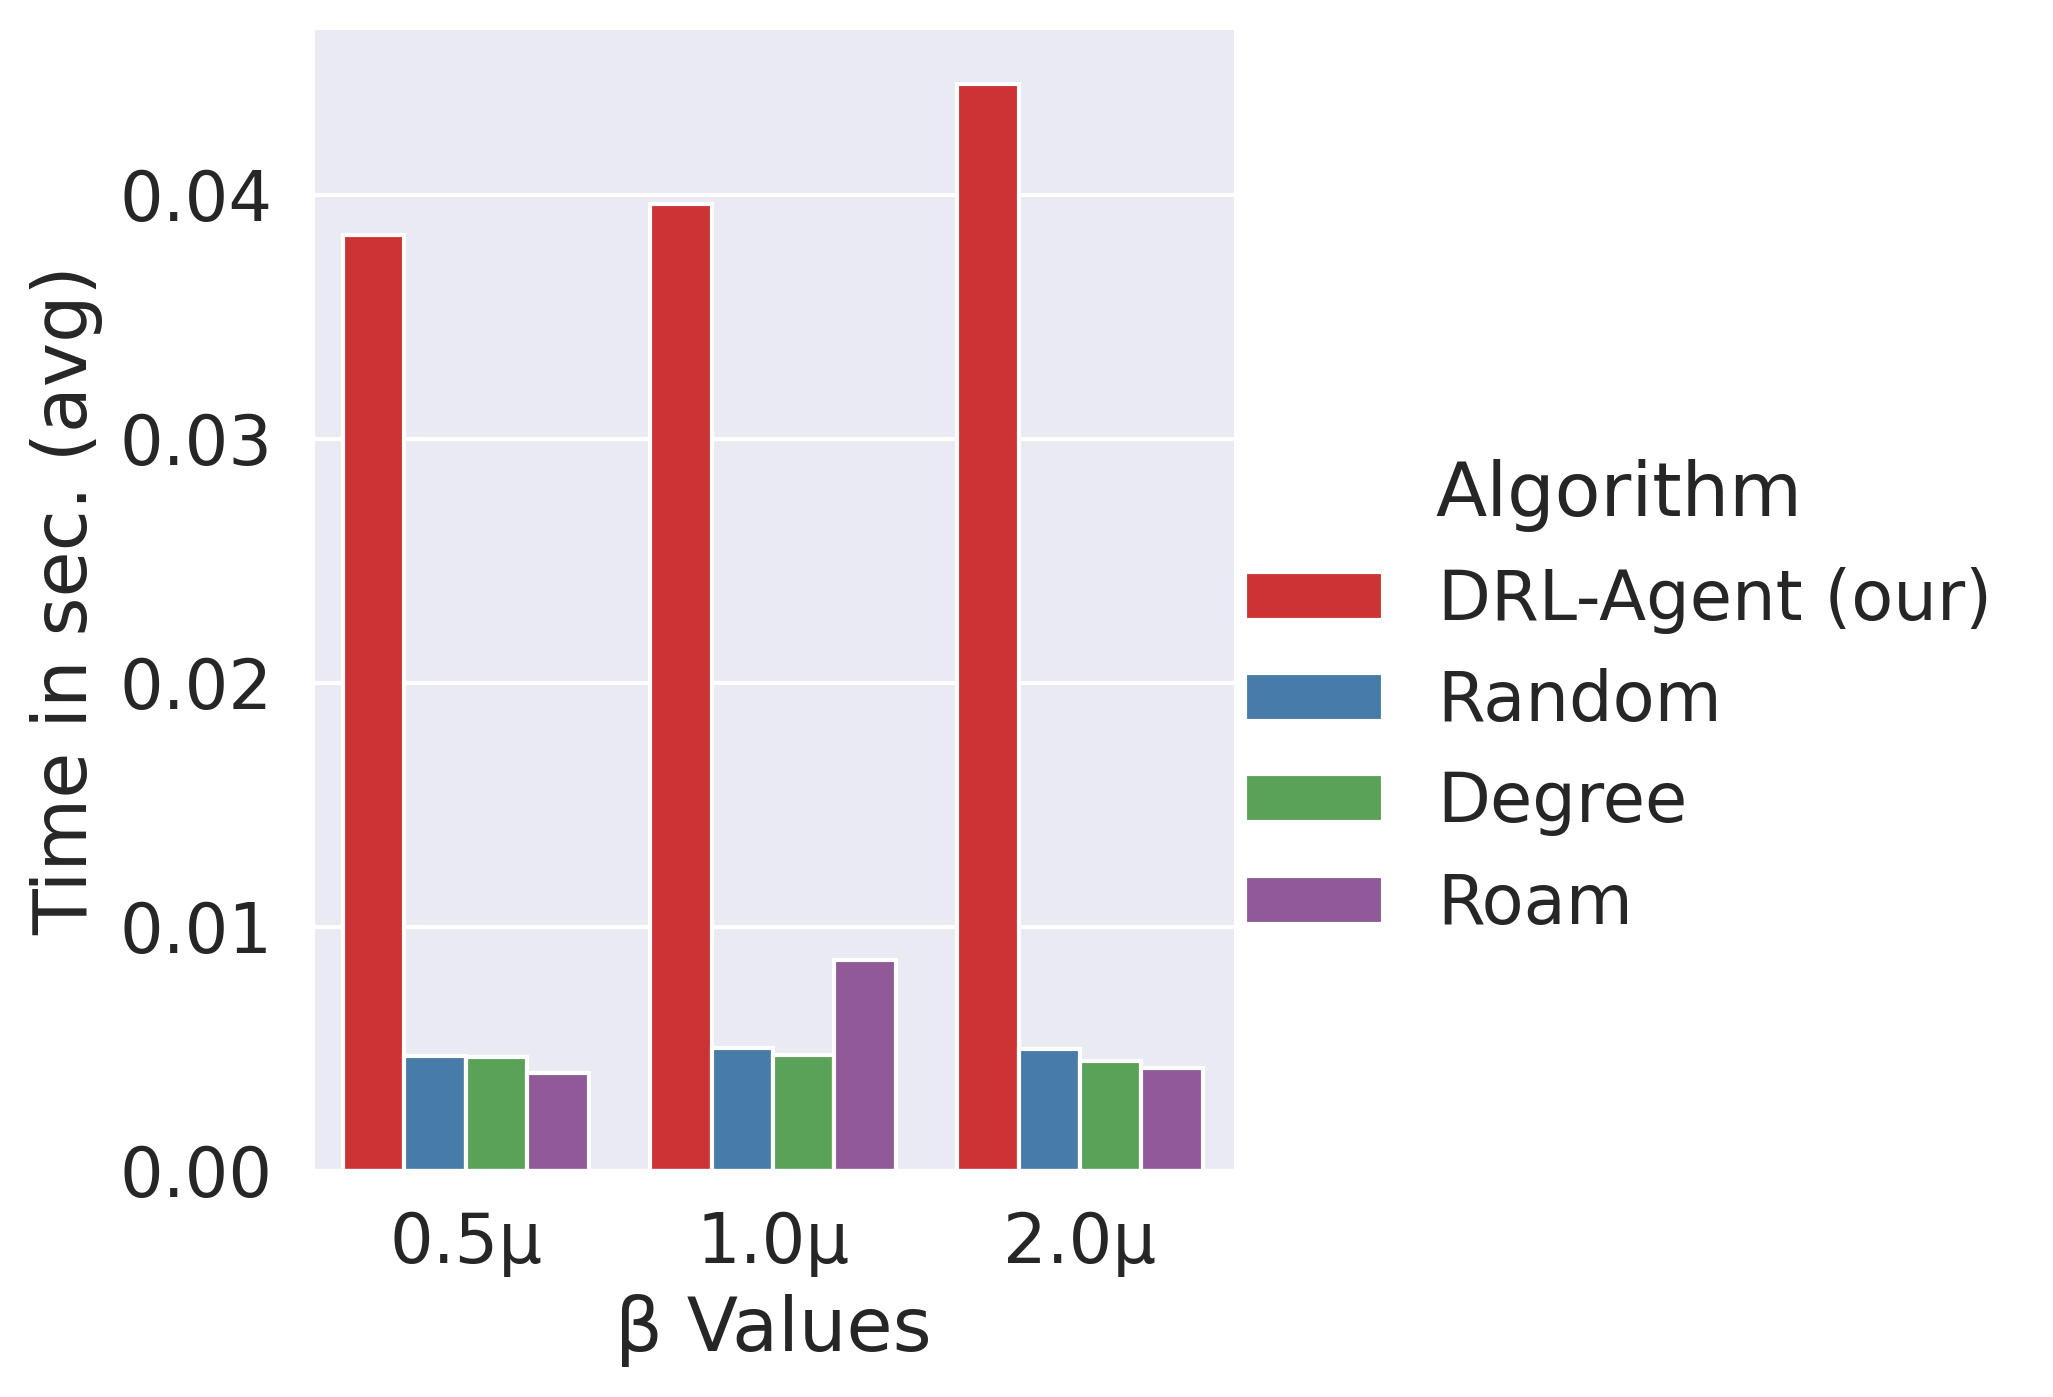 0.04
0.03
0.02
0.01
0.00
Time in sec. (avg)
0.5μ 1.0μ 2.0μ
β Values
Algorithm
DRL-Agent (our)
Random
Degree
Roam